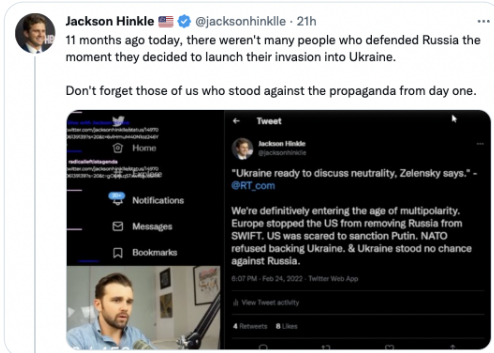 Jackson Hinkle @jacksonhinklle · 21h
11 months ago today, there weren't many people who defended Russia the
moment they decided to launch their invasion into Ukraine.
Don't forget those of us who stood against the propaganda from day one.
Home
Explore
Notifications
Messages
Bookmarks
Tweet
Jackson Hinkle
@jacksonhinklle
"Ukraine ready to discuss neutrality, Zelensky says." -
@RT_com
We're definitively entering the age of multipolarity.
Europe stopped the US from removing Russia from
SWIFT. US was scared to sanction Putin. NATO
refused backing Ukraine. & Ukraine stood no chance
against Russia.
6:07 PM · Feb 24, 2022 · Twitter Web App
View Tweet activity
4 Retweets 8 Likes